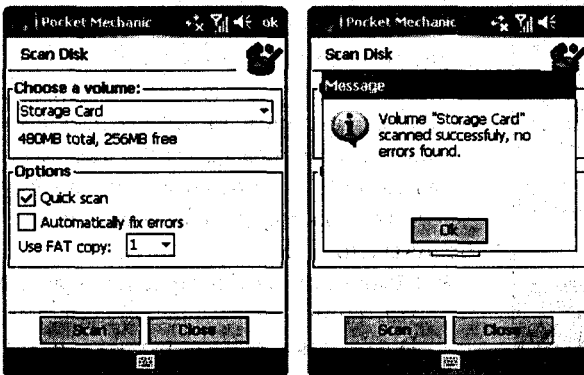 Pocket Mechanic ok
Scan Disk
Choose a volume:
Storage Card
480MB total, 256MB free
Options
Quick scan
Automatically fix errors
Use FAT copy: 1
Scan Close
Pocket Mechanic
Scan Disk
Message
Volume "Storage Card"
scanned successfuly, no
errors found.
Ok
Scan Close